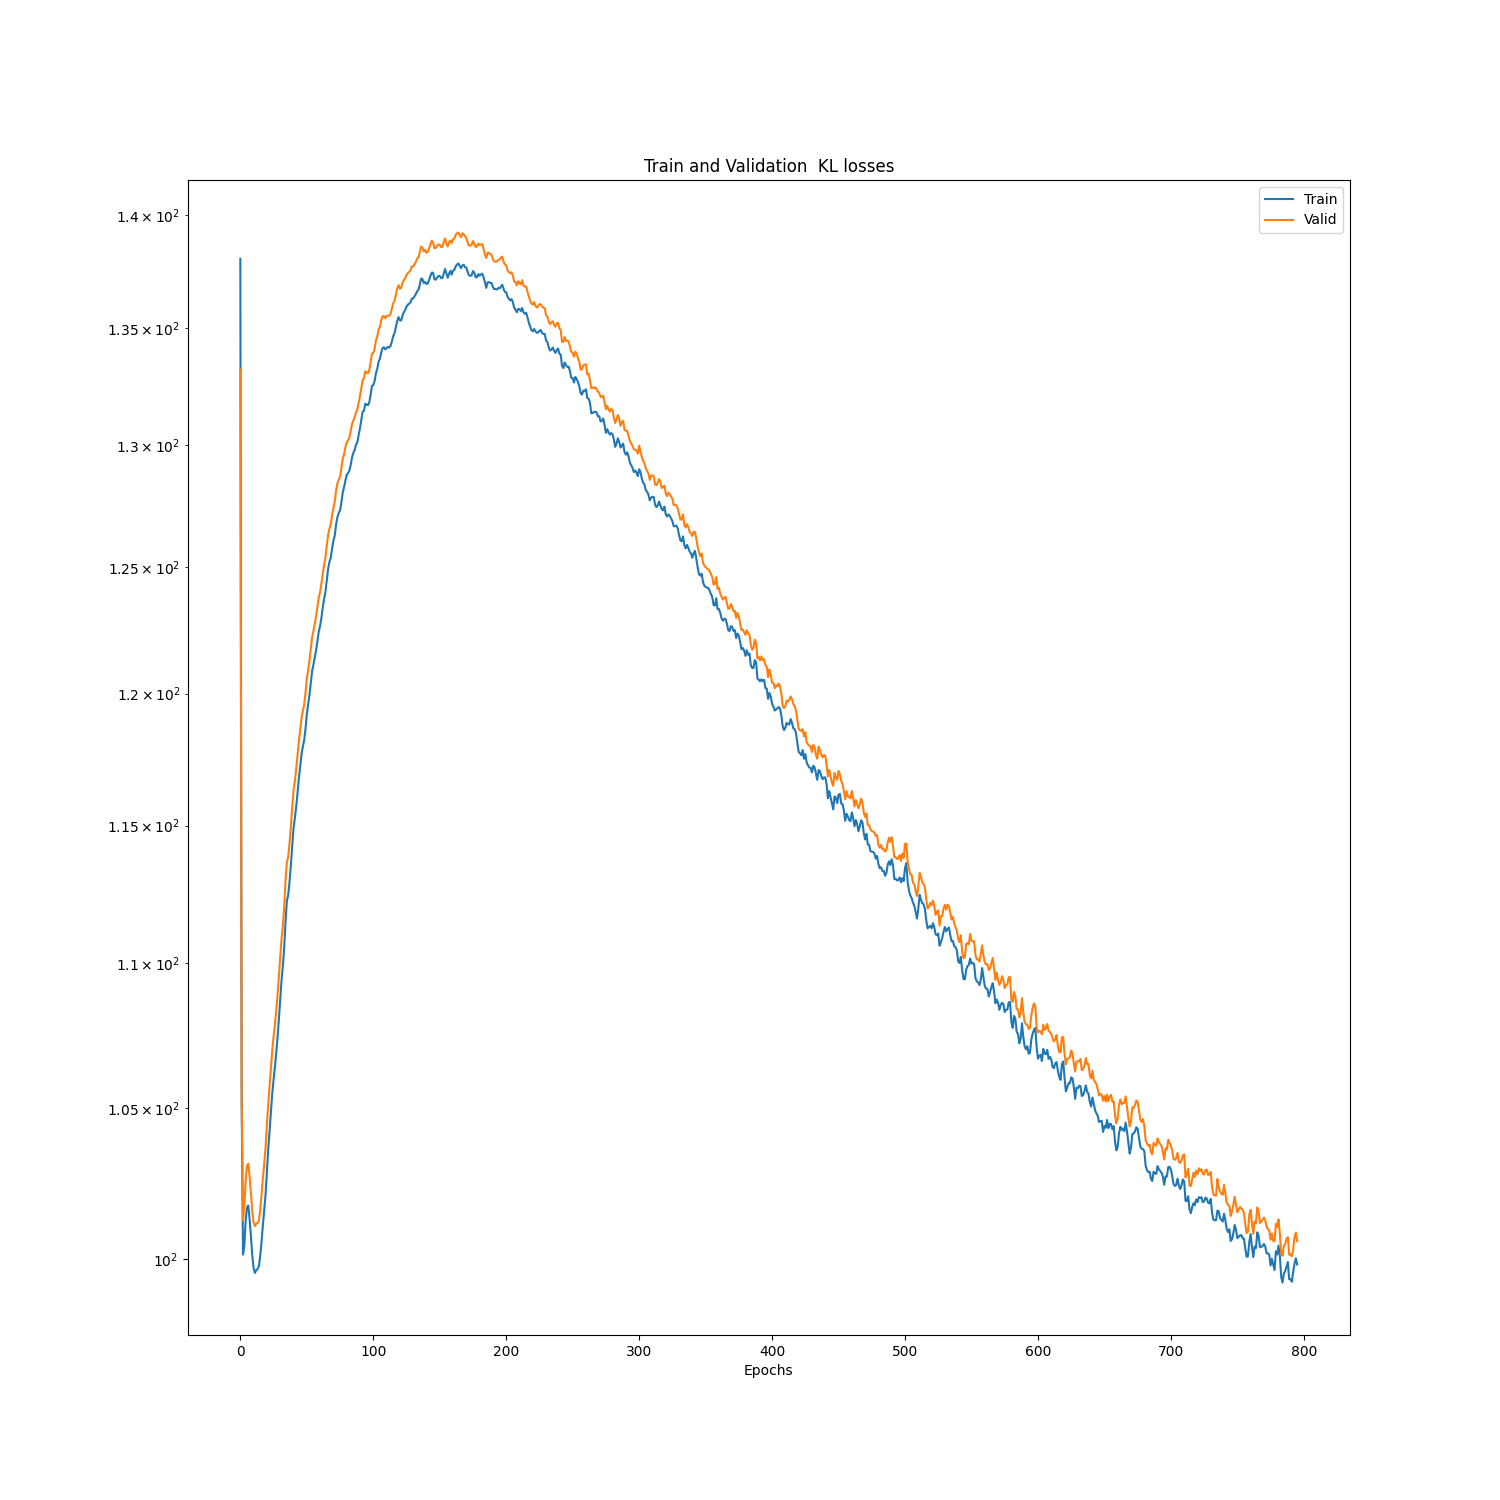 Train and Validation  KL losses
Train
Valid
1.4 × 10²
1.35 × 10²
1.3 × 10²
1.25 × 10²
1.2 × 10²
1.15 × 10²
1.1 × 10²
1.05 × 10²
10²
0 100 200 300 400 500 600 700 800
Epochs